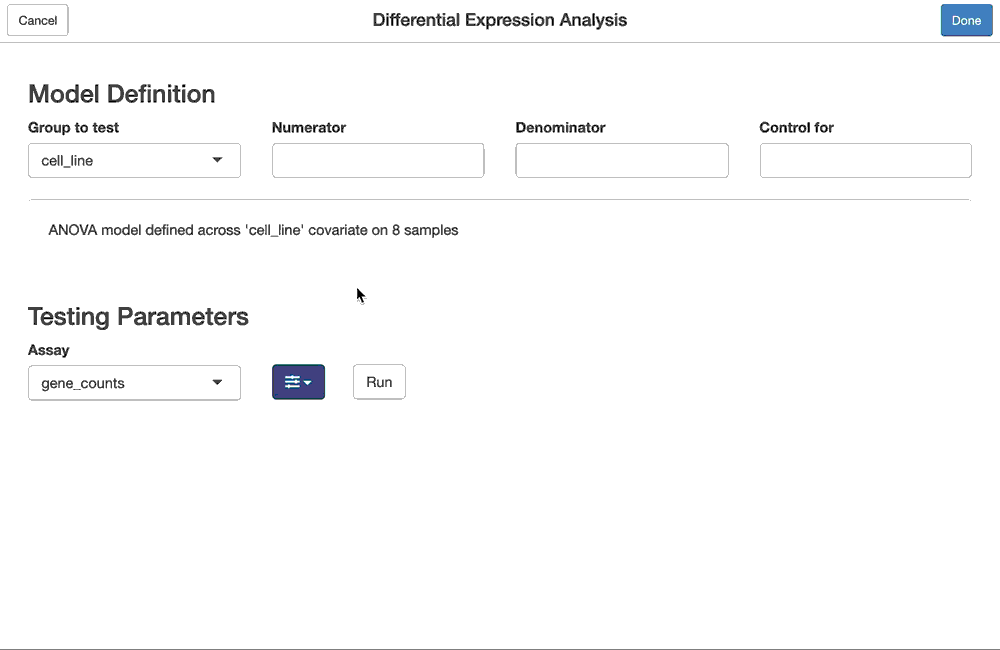 Cancel
Differential Expression Analysis
Done
Model Definition
Group to test
Numerator
Denominator
Control for
cell_line
ANOVA model defined across 'cell_line' covariate on 8 samples
Testing Parameters
Assay
gene_counts
Run